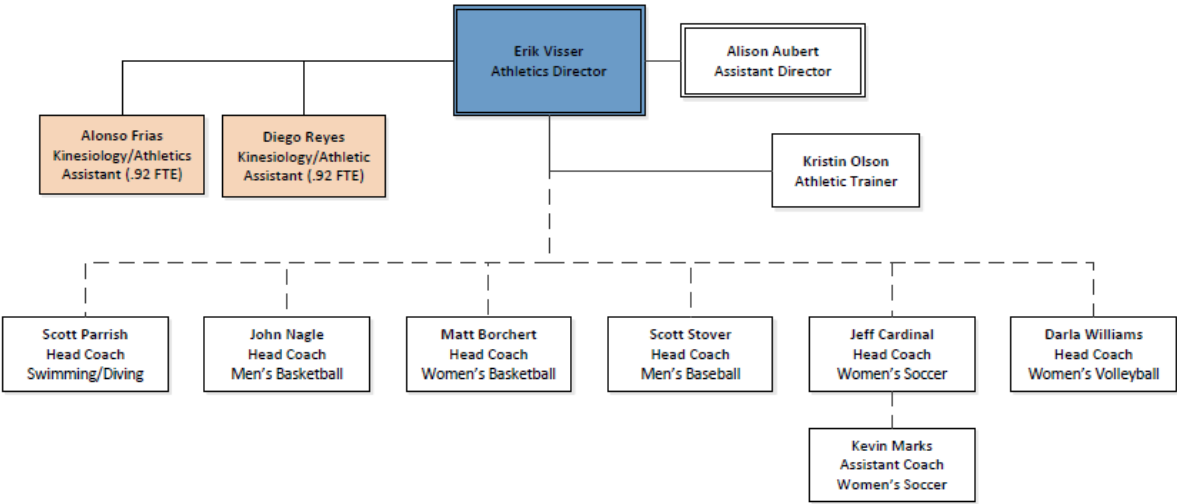 Erik Visser
Athletics Director
Alison Aubert
Assistant Director
Alonso Frias
Kinesiology/Athletics
Assistant (.92 FTE)
Diego Reyes
Kinesiology/Athletic
Assistant (.92 FTE)
Kristin Olson
Athletic Trainer
Scott Parrish
Head Coach
Swimming/Diving
John Nagle
Head Coach
Men's Basketball
Matt Borchert
Head Coach
Women's Basketball
Scott Stover
Head Coach
Men's Baseball
Jeff Cardinal
Head Coach
Women's Soccer
Darla Williams
Head Coach
Women's Volleyball
Kevin Marks
Assistant Coach
Women's Soccer